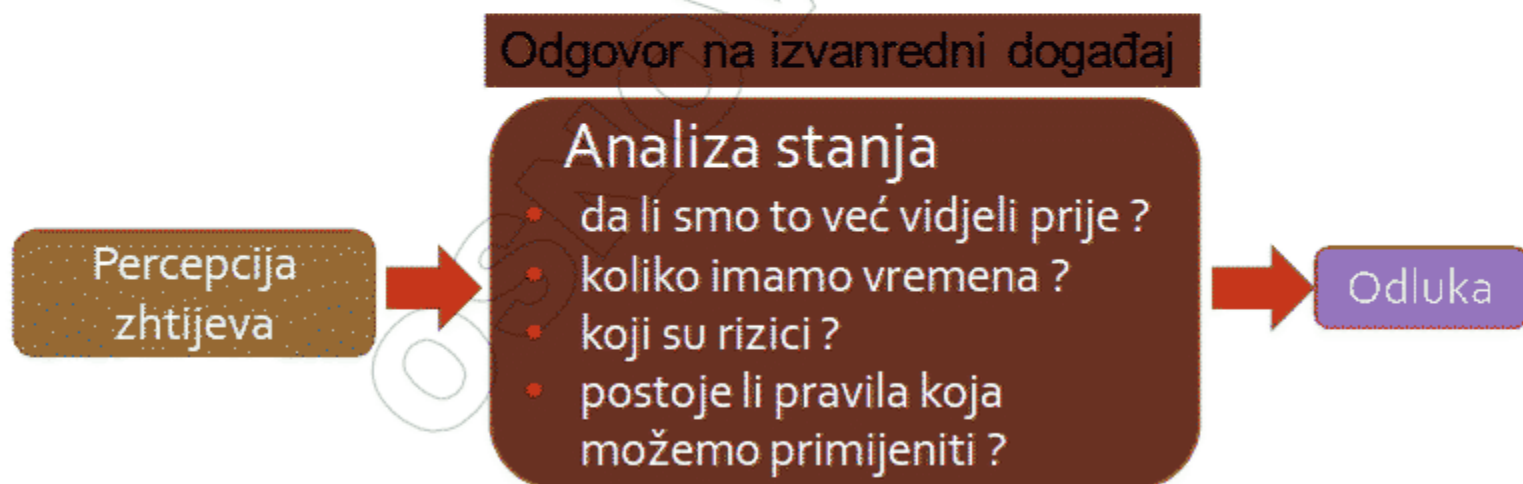 Odgovor na izvanredni događaj
Analiza stanja
• da li smo to već vidjeli prije ?
• koliko imamo vremena ?
• koji su rizici ?
• postoje li pravila koja
možemo primijeniti ?
Percepcija
zhtijeva
Odluka